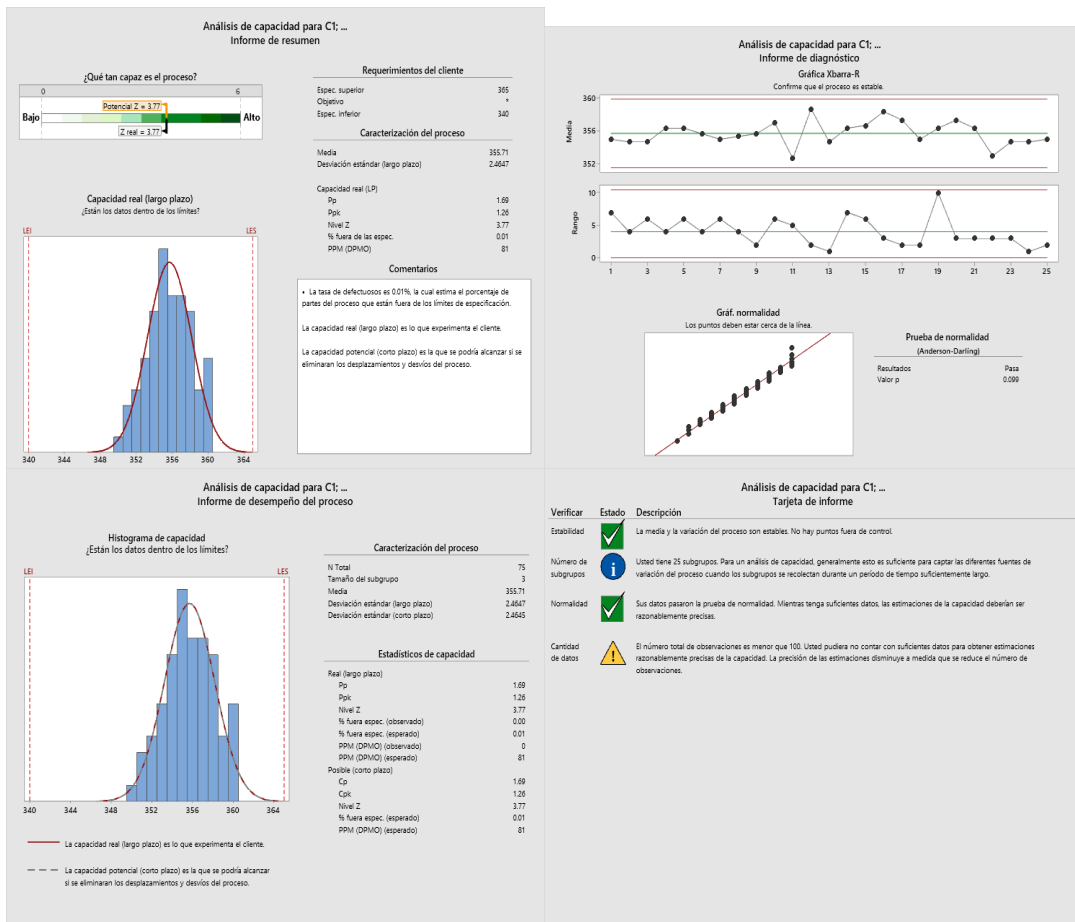 Análisis de capacidad para C1; ...
Informe de resumen
¿Qué tan capaz es el proceso?
0 6
Potencial Z = 3.77
Bajo Alto
Z real = 3.77
Requerimientos del cliente
Espec. superior 365
Objetivo *
Espec. inferior 340
Caracterización del proceso
Media 355.71
Desviación estándar (largo plazo) 2.4647
Capacidad real (LP)
Pp 1.69
Ppk 1.26
Nivel Z 3.77
% fuera de las espec. 0.01
PPM (DPMO) 81
Capacidad real (largo plazo)
¿Están los datos dentro de los límites?
LEI LES
340 344 348 352 356 360 364
Comentarios
• La tasa de defectuosos es 0.01%, la cual estima el porcentaje de
partes del proceso que están fuera de los límites de especificación.
La capacidad real (largo plazo) es lo que experimenta el cliente.
La capacidad potencial (corto plazo) es la que se podría alcanzar si se
eliminaran los desplazamientos y desvíos del proceso.
Análisis de capacidad para C1; ...
Informe de diagnóstico
Gráfica Xbarra-R
Confirme que el proceso es estable.
360
356
352
Media
10
5
0
Rango
1 3 5 7 9 11 13 15 17 19 21 23 25
Gráf. normalidad
Los puntos deben estar cerca de la línea.
Prueba de normalidad
(Anderson-Darling)
Resultados Pasa
Valor p 0.099
Análisis de capacidad para C1; ...
Informe de desempeño del proceso
Histograma de capacidad
¿Están los datos dentro de los límites?
LEI LES
340 344 348 352 356 360 364
La capacidad real (largo plazo) es lo que experimenta el cliente.
La capacidad potencial (corto plazo) es la que se podría alcanzar
si se eliminaran los desplazamientos y desvíos del proceso.
Caracterización del proceso
N Total 75
Tamaño del subgrupo 3
Media 355.71
Desviación estándar (largo plazo) 2.4647
Desviación estándar (corto plazo) 2.4645
Estadísticos de capacidad
Real (largo plazo)
Pp 1.69
Ppk 1.26
Nivel Z 3.77
% fuera espec. (observado) 0.00
% fuera espec. (esperado) 0.01
PPM (DPMO) (observado) 0
PPM (DPMO) (esperado) 81
Posible (corto plazo)
Cp 1.69
Cpk 1.26
Nivel Z 3.77
% fuera espec. (esperado) 0.01
PPM (DPMO) (esperado) 81
Análisis de capacidad para C1; ...
Tarjeta de informe
Verificar Estado Descripción
Estabilidad La media y la variación del proceso son estables. No hay puntos fuera de control.
Número de i Usted tiene 25 subgrupos. Para un análisis de capacidad, generalmente esto es suficiente para captar las diferentes fuentes de
subgrupos variación del proceso cuando los subgrupos se recolectan durante un período de tiempo suficientemente largo.
Normalidad Sus datos pasaron la prueba de normalidad. Mientras tenga suficientes datos, las estimaciones de la capacidad deberían ser
razonablemente precisas.
Cantidad ! El número total de observaciones es menor que 100. Usted pudiera no contar con suficientes datos para obtener estimaciones
de datos razonablemente precisas de la capacidad. La precisión de las estimaciones disminuye a medida que se reduce el número de
observaciones.